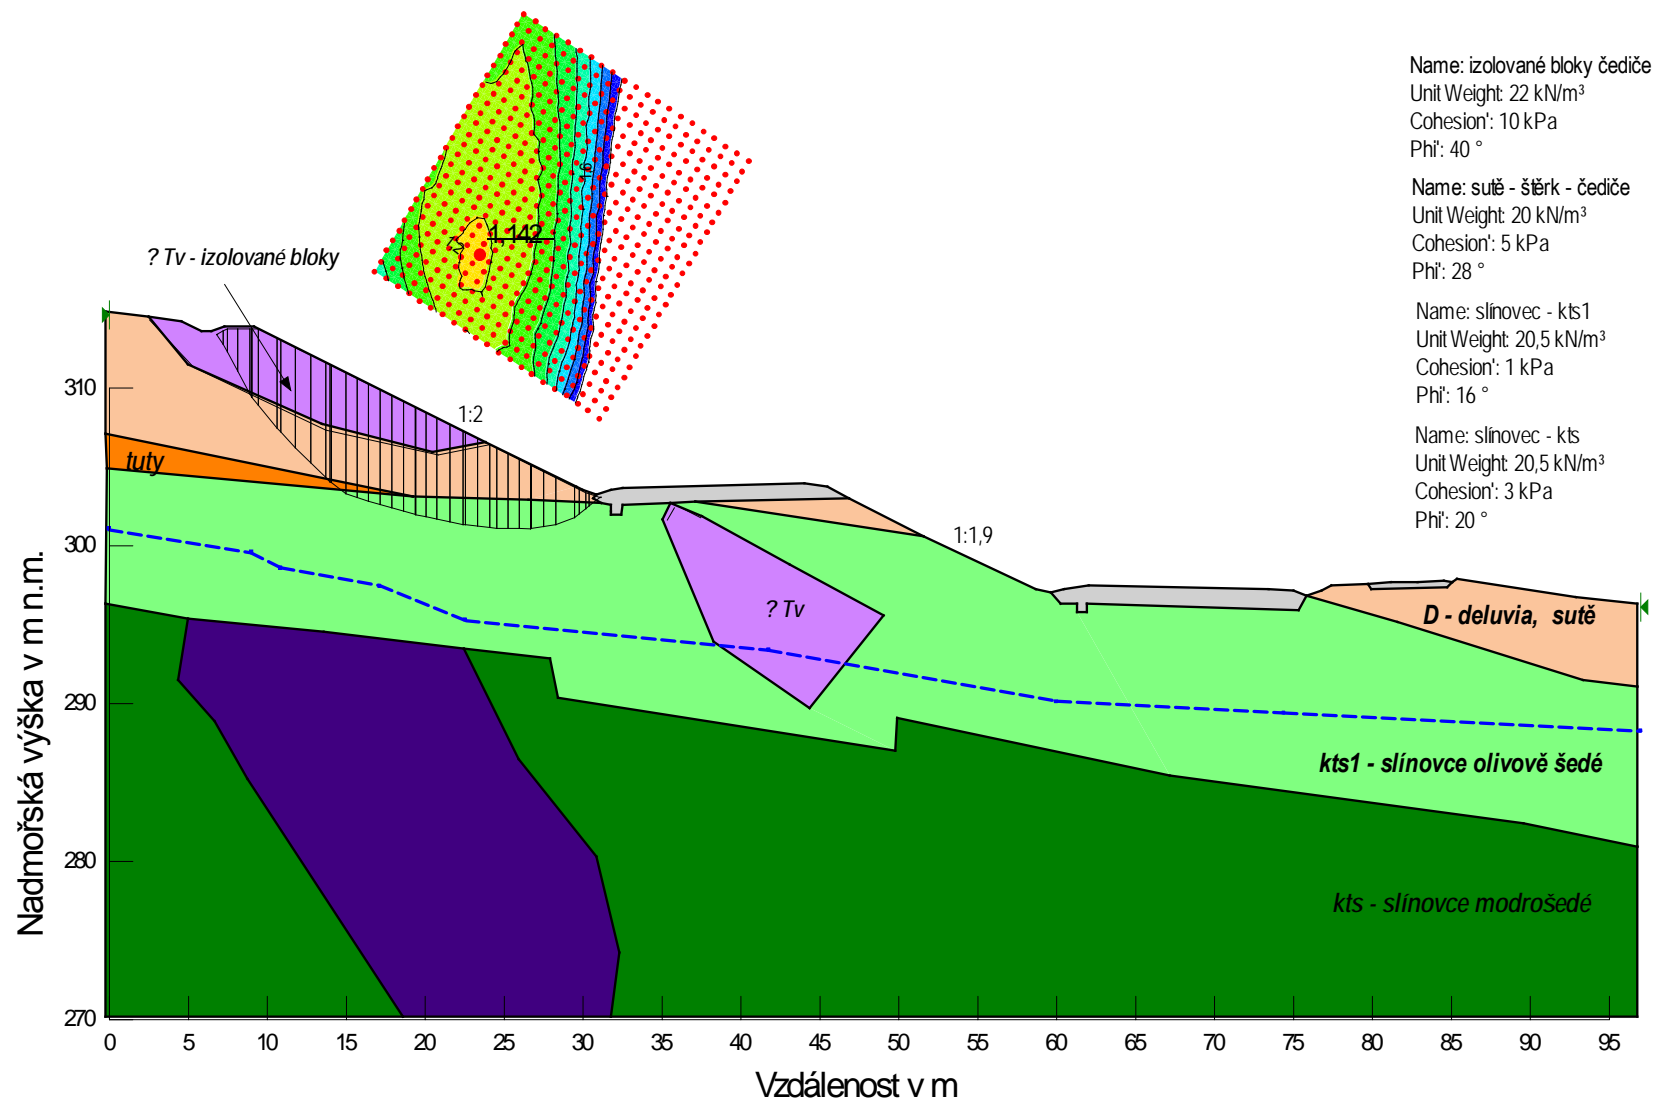 Name: izolované bloky čediče
Unit Weight: 22 kN/m³
Cohesion': 10 kPa
Phi': 40 °
Name: sutě - štěrk - čediče
Unit Weight: 20 kN/m³
Cohesion': 5 kPa
Phi': 28 °
Name: slínovec - kts1
Unit Weight: 20,5 kN/m³
Cohesion': 1 kPa
Phi': 16 °
Name: slínovec - kts
Unit Weight: 20,5 kN/m³
Cohesion': 3 kPa
Phi': 20 °
1,6
1,142
1,2
? Tv - izolované bloky
1:2
tuty
1:1,9
? Tv
D - deluvia, sutě
kts1 - slínovce olivově šedé
kts - slínovce modrošedé
Nadmořská výška v m n.m.
310
300
290
280
270
0 5 10 15 20 25 30 35 40 45 50 55 60 65 70 75 80 85 90 95
Vzdálenost v m